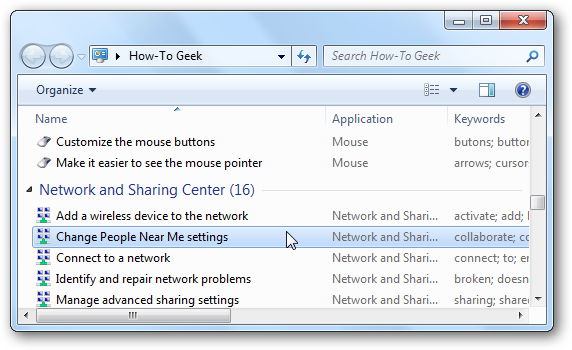 How-To Geek
Search How-To Geek
Organize
Name Application Keywords
Customize the mouse buttons Mouse butons; button
Make it easier to see the mouse pointer Mouse arrows; cursor
Network and Sharing Center (16)
Add a wireless device to the network Network and Shari... activate; add;
Change People Near Me settings Network and Shari... collaborate; co
Connect to a network Network and Shari... connect; to; en
Identify and repair network problems Network and Shari... broken; doesn
Manage advanced sharing settings Network and Shari... sharing; share